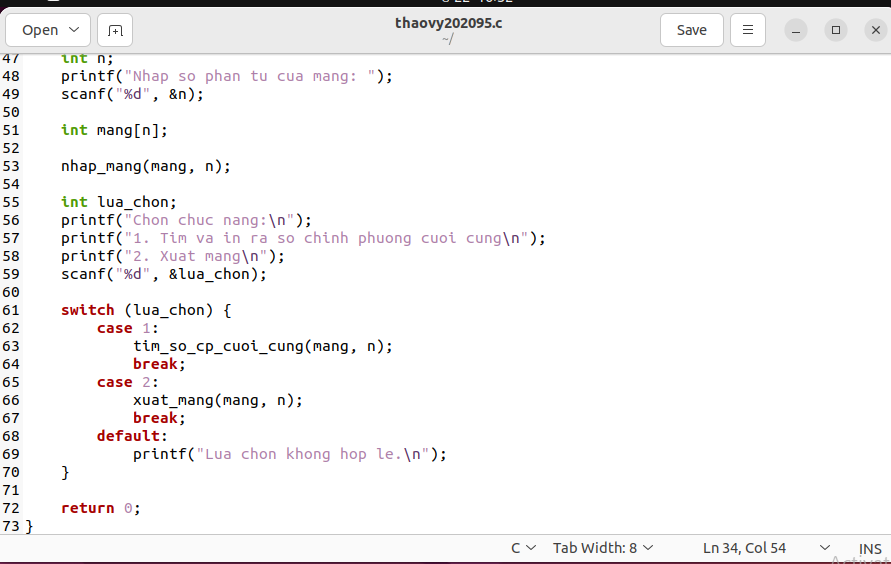 Open
thaovy202095.c
~/
Save
47 int n;
48 printf("Nhap so phan tu cua mang: ");
49 scanf("%d", &n);
50
51 int mang[n];
52
53 nhap_mang(mang, n);
54
55 int lua_chon;
56 printf("Chon chuc nang:\n");
57 printf("1. Tim va in ra so chinh phuong cuoi cung\n");
58 printf("2. Xuat mang\n");
59 scanf("%d", &lua_chon);
60
61 switch (lua_chon) {
62 case 1:
63 tim_so_cp_cuoi_cung(mang, n);
64 break;
65 case 2:
66 xuat_mang(mang, n);
67 break;
68 default:
69 printf("Lua chon khong hop le.\n");
70 }
71
72 return 0;
73 }
C Tab Width: 8 Ln 34, Col 54 INS